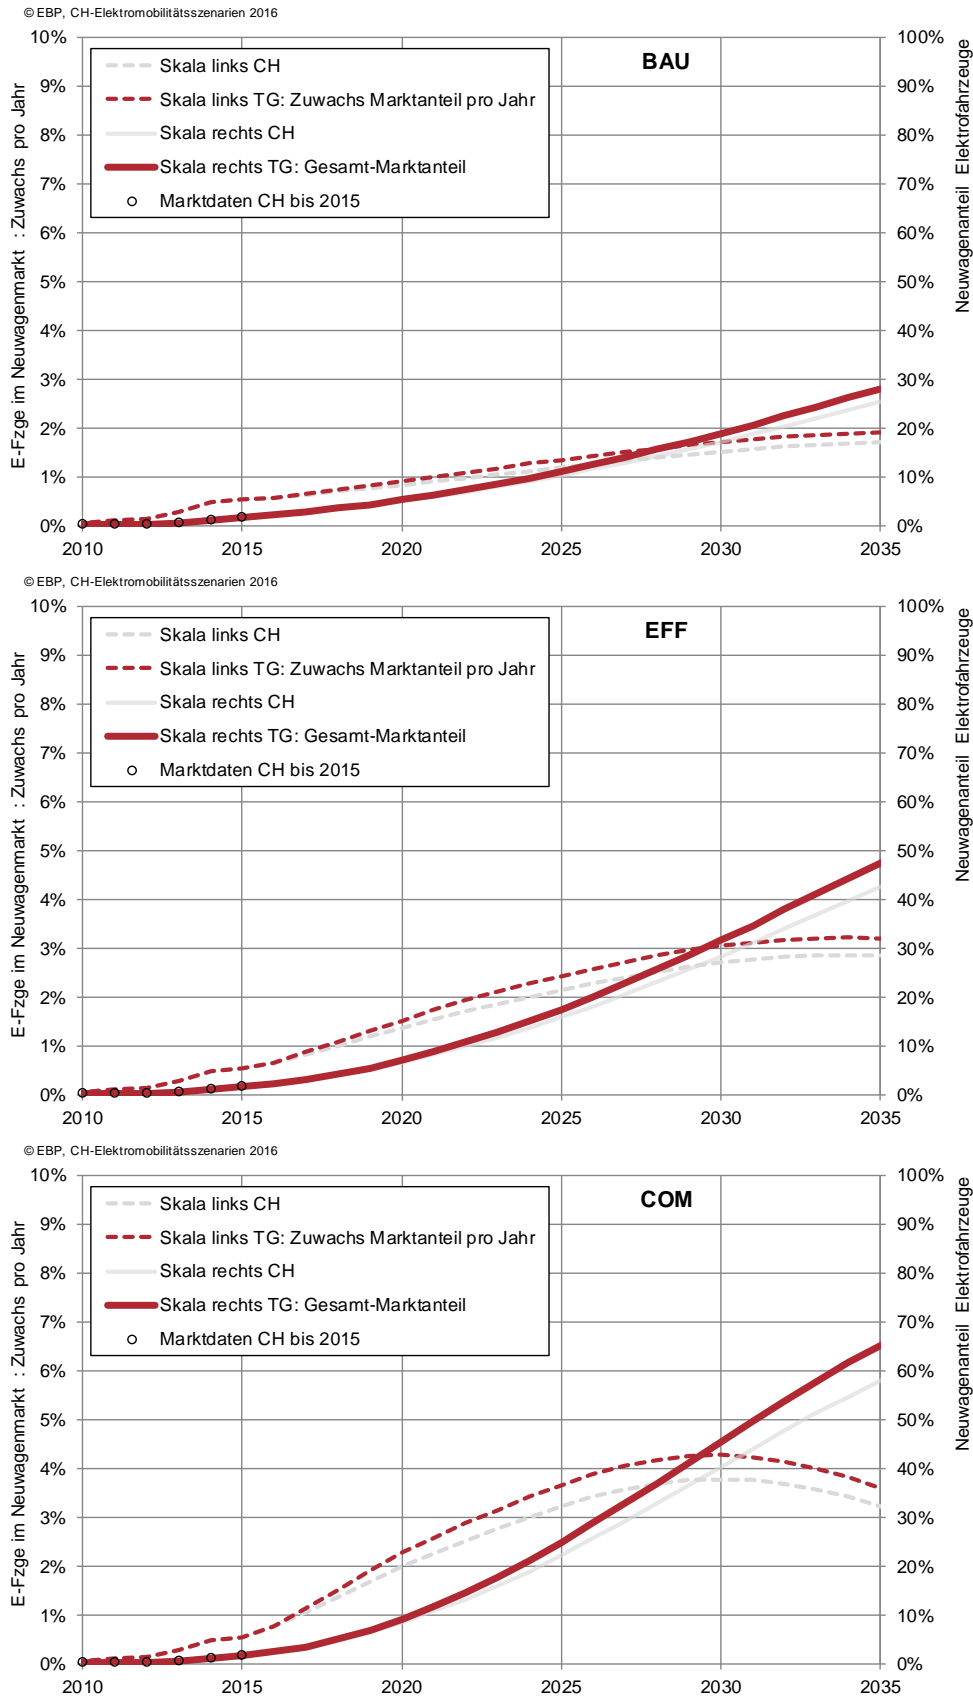 © EBP, CH-Elektromobilitätsszenarien 2016
BAU
Skala links CH
Skala links TG: Zuwachs Marktanteil pro Jahr
Skala rechts CH
Skala rechts TG: Gesamt-Marktanteil
Marktdaten CH bis 2015
E-Fzge im Neuwagenmarkt : Zuwachs pro Jahr
Neuwagenanteil Elektrofahrzeuge
10% 100%
9% 90%
8% 80%
7% 70%
6% 60%
5% 50%
4% 40%
3% 30%
2% 20%
1% 10%
0% 0%
2010 2015 2020 2025 2030 2035
© EBP, CH-Elektromobilitätsszenarien 2016
EFF
Skala links CH
Skala links TG: Zuwachs Marktanteil pro Jahr
Skala rechts CH
Skala rechts TG: Gesamt-Marktanteil
Marktdaten CH bis 2015
E-Fzge im Neuwagenmarkt : Zuwachs pro Jahr
Neuwagenanteil Elektrofahrzeuge
10% 100%
9% 90%
8% 80%
7% 70%
6% 60%
5% 50%
4% 40%
3% 30%
2% 20%
1% 10%
0% 0%
2010 2015 2020 2025 2030 2035
© EBP, CH-Elektromobilitätsszenarien 2016
COM
Skala links CH
Skala links TG: Zuwachs Marktanteil pro Jahr
Skala rechts CH
Skala rechts TG: Gesamt-Marktanteil
Marktdaten CH bis 2015
E-Fzge im Neuwagenmarkt : Zuwachs pro Jahr
Neuwagenanteil Elektrofahrzeuge
10% 100%
9% 90%
8% 80%
7% 70%
6% 60%
5% 50%
4% 40%
3% 30%
2% 20%
1% 10%
0% 0%
2010 2015 2020 2025 2030 2035